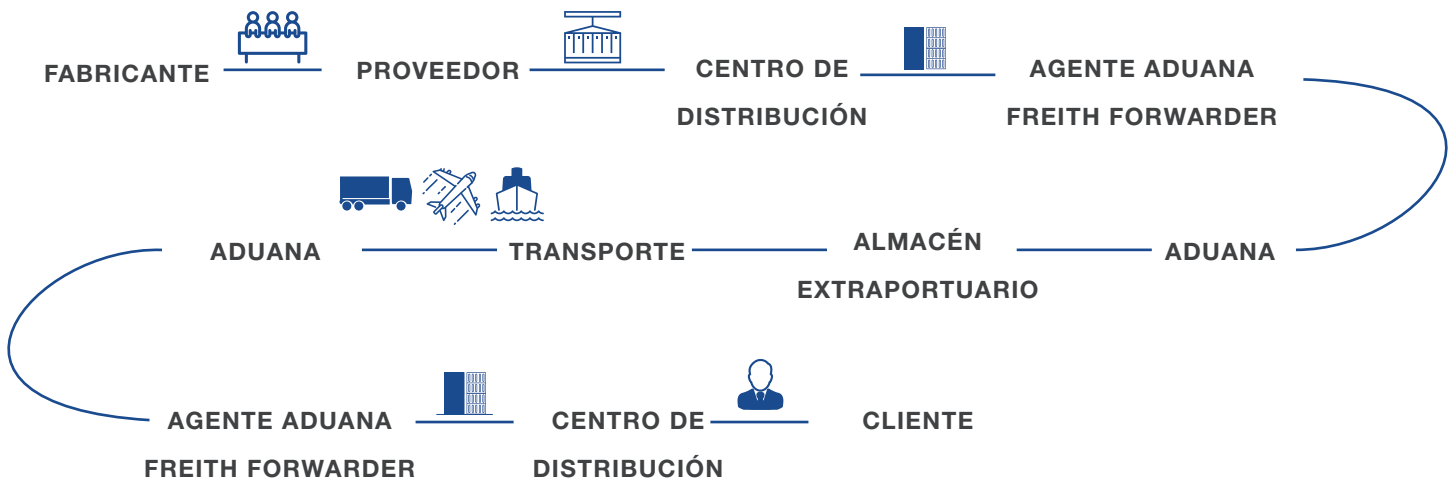 FABRICANTE
PROVEEDOR
CENTRO DE
DISTRIBUCIÓN
AGENTE ADUANA
FREITH FORWARDER
ADUANA
ALMACÉN
EXTRAPORTUARIO
TRANSPORTE
ADUANA
AGENTE ADUANA
FREITH FORWARDER
CENTRO DE
DISTRIBUCIÓN
CLIENTE